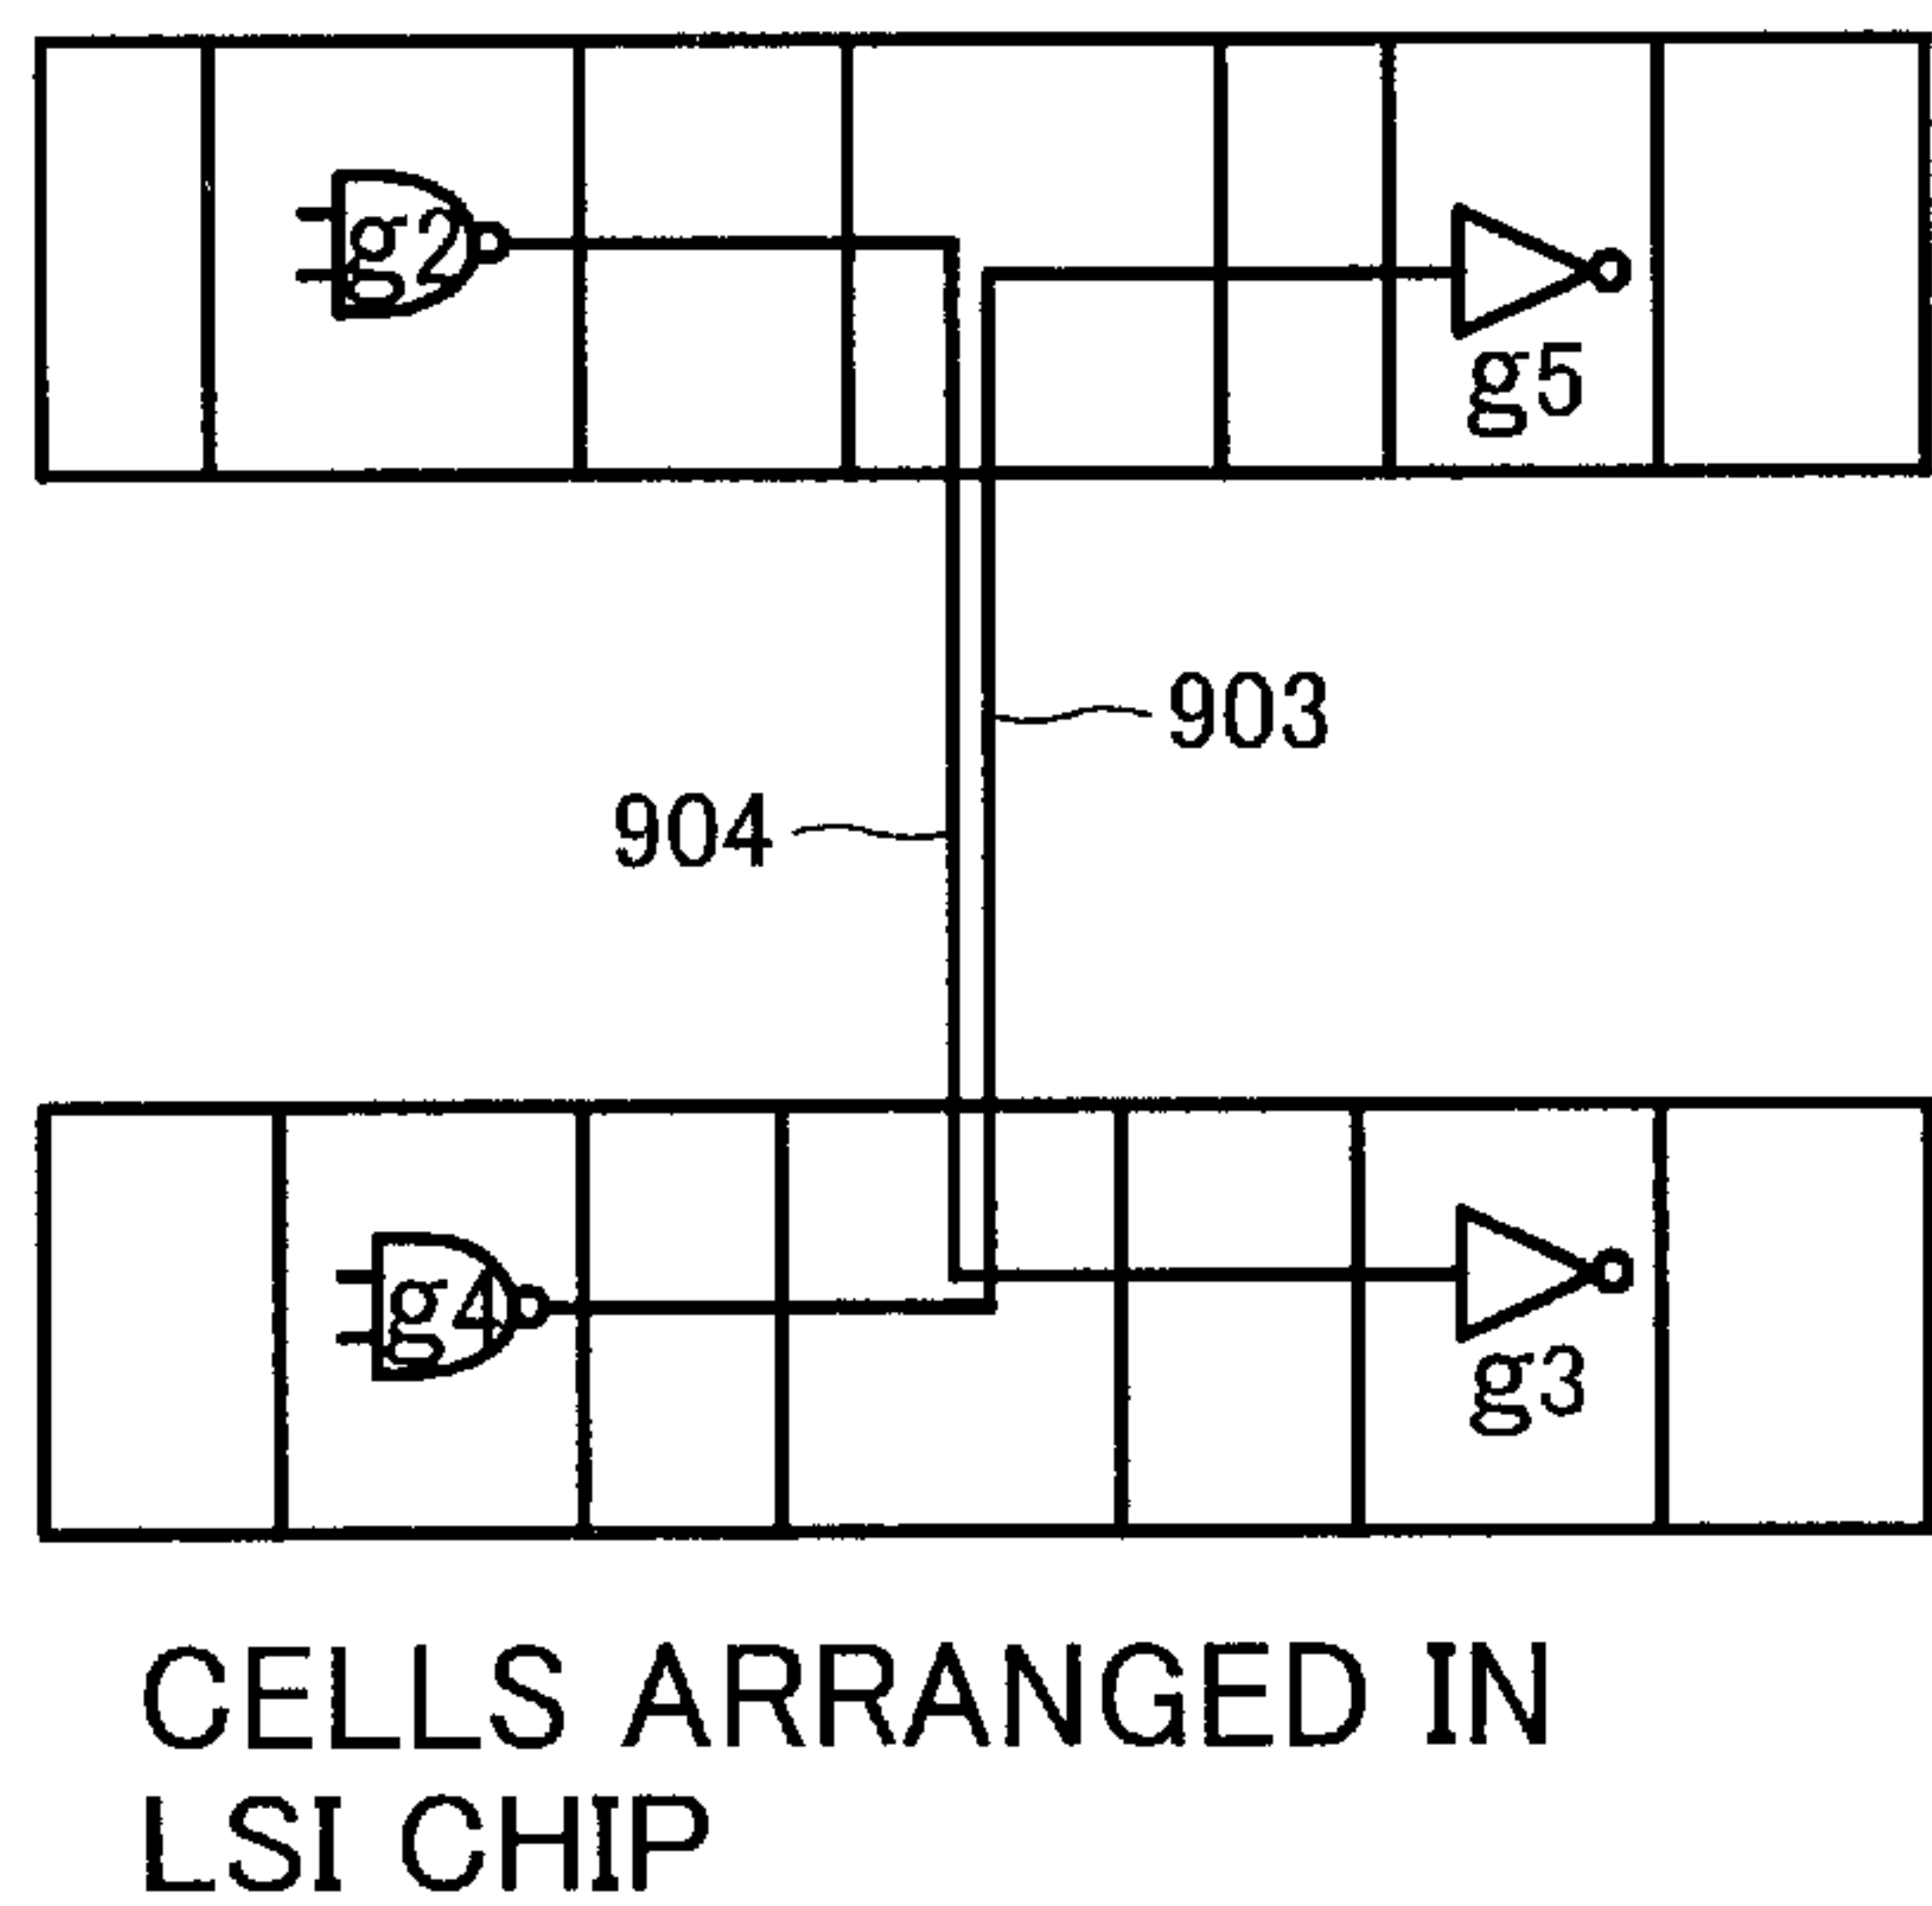 g2
g5
903
904
g4
g3
CELLS ARRANGED IN
LSI CHIP